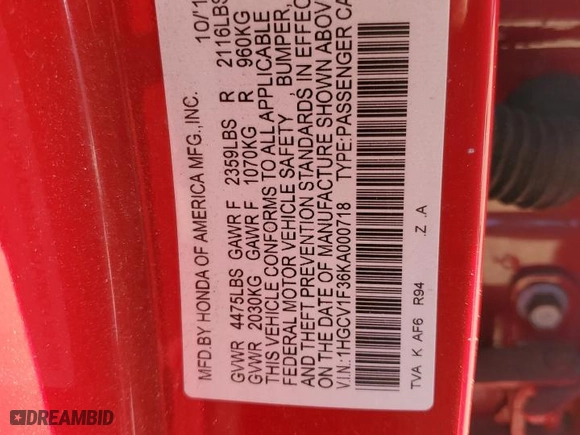 MFD.BY HONDA OF AMERICA MFG.,INC. 10/1
GVWR 4475LBS GAWR F 2359LBS R 2116LBS
GVWR 2030KG GAWR F 1070KG R 960KG
THIS VEHICLE CONFORMS TO ALL APPLICABLE
FEDERAL MOTOR VEHICLE SAFETY , BUMPER,
AND THEFT PREVENTION STANDARDS IN EFFEC
ON THE DATE OF MANUFACTURE SHOWN ABOV
V.I.N.: 1HGCV1F36KA000718 TYPE:PASSENGER CA
TVA K AF6 R94 .Z .A
DREAMBID